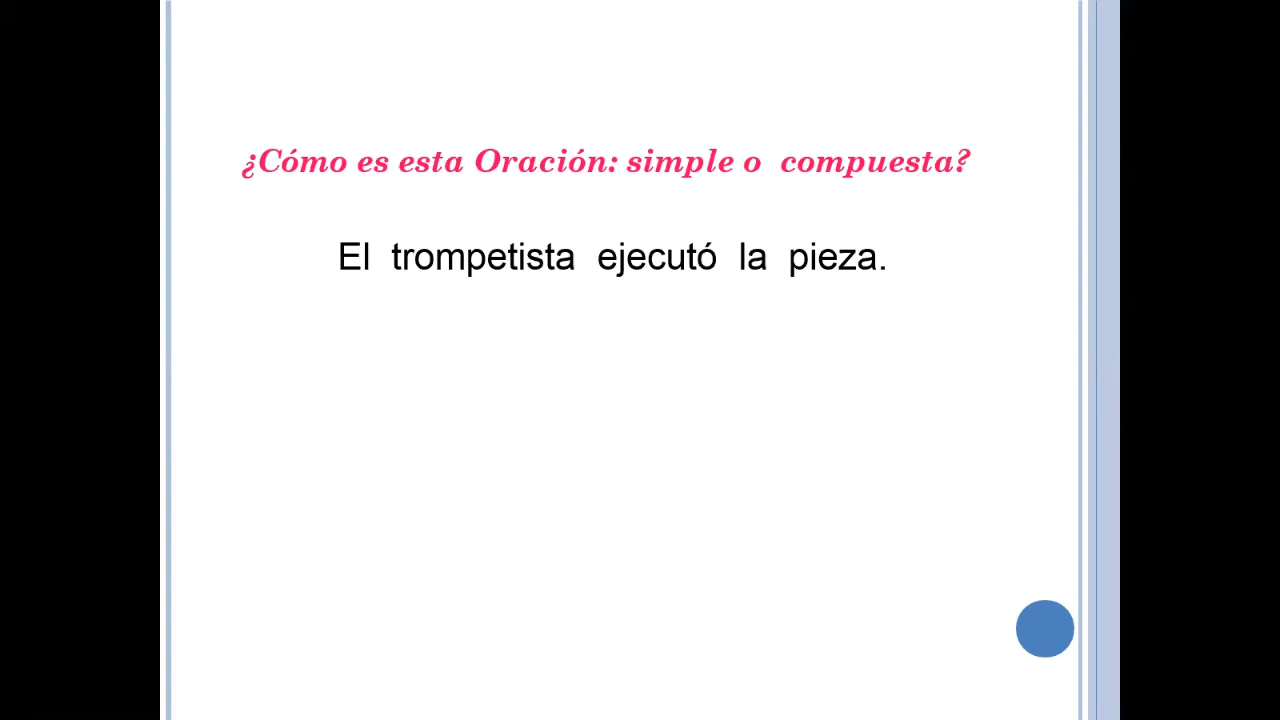 ¿Cómo es esta Oración: simple o compuesta?
El trompetista ejecutó la pieza.